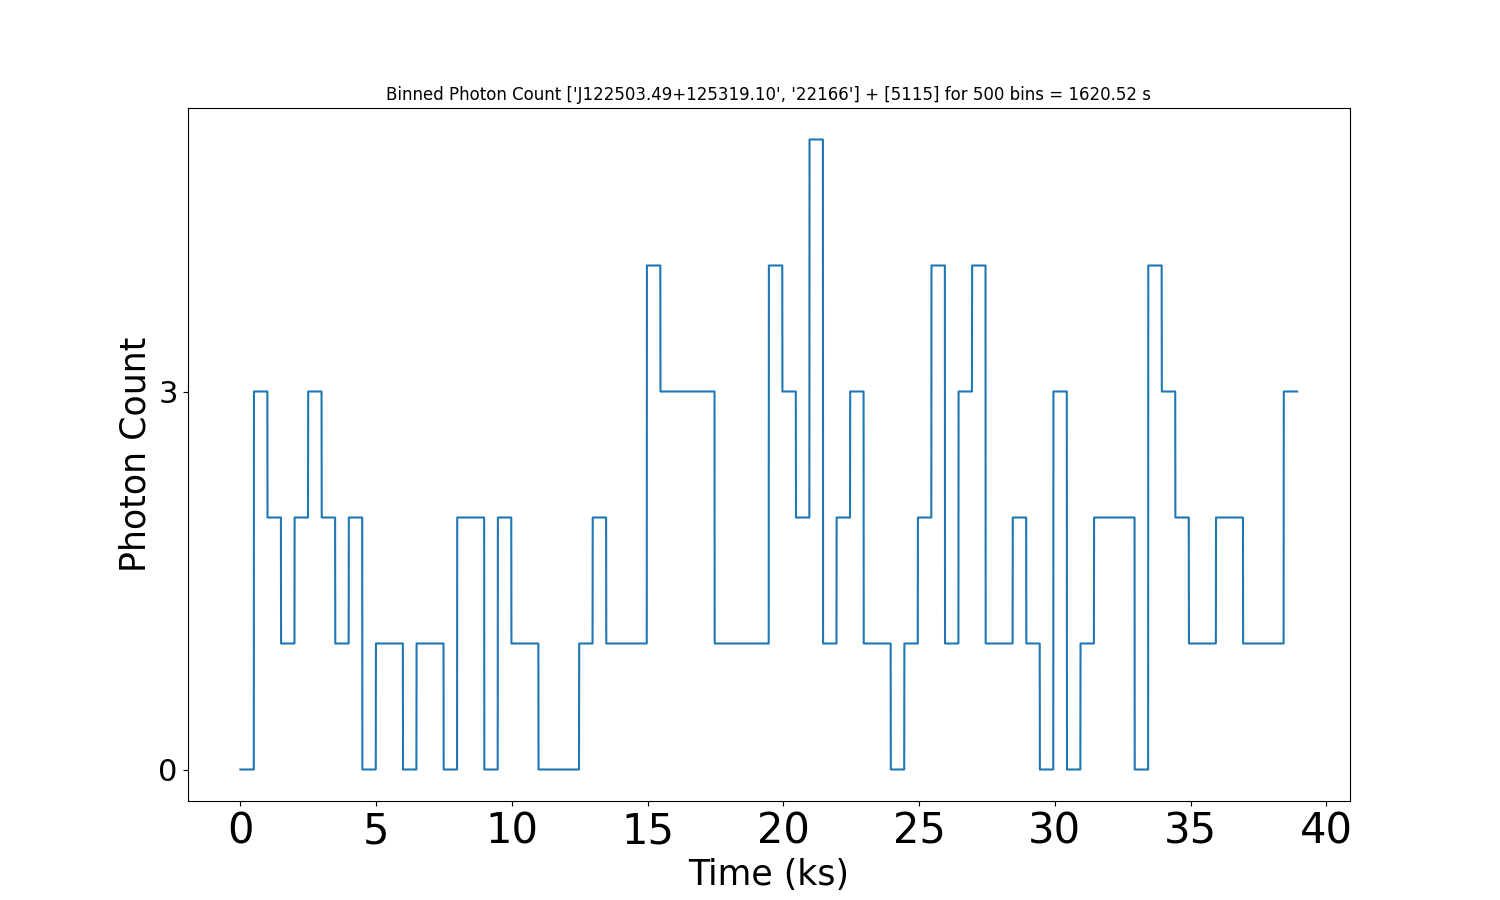 Binned Photon Count ['J122503.49+125319.10', '22166'] + [5115] for 500 bins = 1620.52 s
Photon Count
3
0
0 5 10 15 20 25 30 35 40
Time (ks)